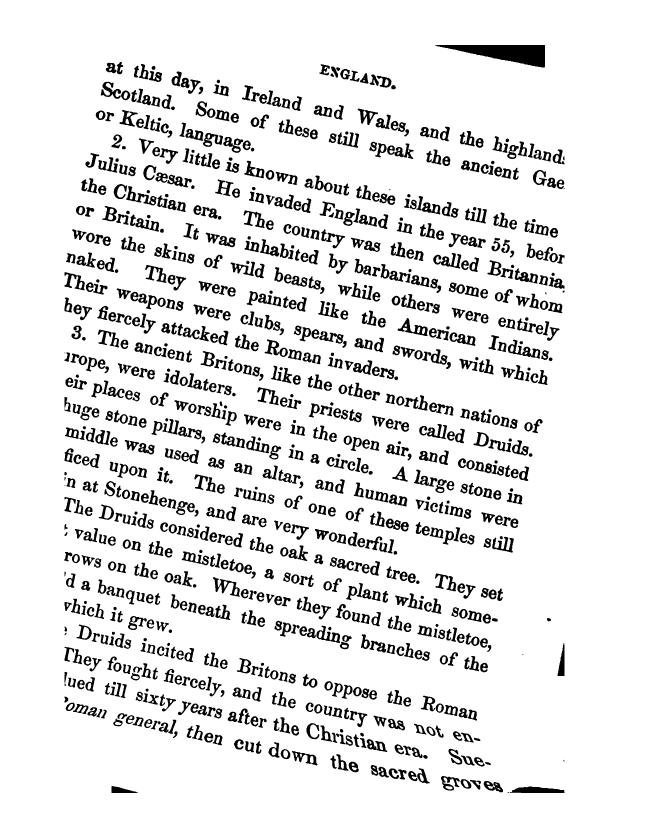 ENGLAND.
at this day, in Ireland and Wales, and the highland
Scotland. Some of these still speak the ancient Gae
or Keltic, language.
2. Very little is known about these islands till the time
Julius Cæsar. He invaded England in the year 55, befor
the Christian era. The country was then called Britannia,
or Britain. It was inhabited by barbarians, some of whom
wore the skins of wild beasts, while others were entirely
naked. They were painted like the American Indians.
Their weapons were clubs, spears, and swords, with which
hey fiercely attacked the Roman invaders.
3. The ancient Britons, like the other northern nations of
urope, were idolaters. Their priests were called Druids.
eir places of worship were in the open air, and consisted
huge stone pillars, standing in a circle. A large stone in
middle was used as an altar, and human victims were
ficed upon it. The ruins of one of these temples still
in at Stonehenge, and are very wonderful.
The Druids considered the oak a sacred tree. They set
t value on the mistletoe, a sort of plant which some-
rows on the oak. Wherever they found the mistletoe,
d a banquet beneath the spreading branches of the
which it grew.
e Druids incited the Britons to oppose the Roman
They fought fiercely, and the country was not en-
lued till sixty years after the Christian era. Sue-
Roman general, then cut down the sacred groves